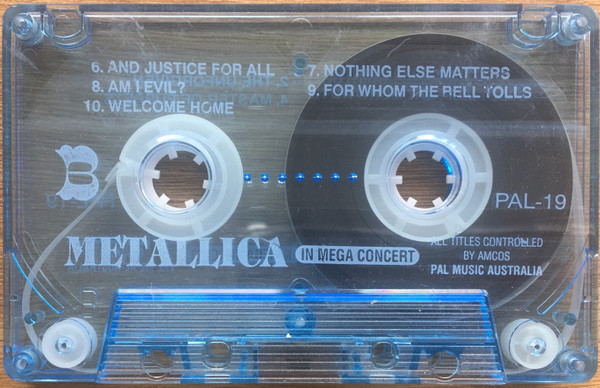 6. AND JUSTICE FOR ALL
7. NOTHING ELSE MATTERS
8. AM I EVIL?
9. FOR WHOM THE BELL TOLLS
10. WELCOME HOME
B
PAL-19
METALLICA
IN MEGA CONCERT
ALL TITLES CONTROLLED
BY AMCOS
PAL MUSIC AUSTRALIA